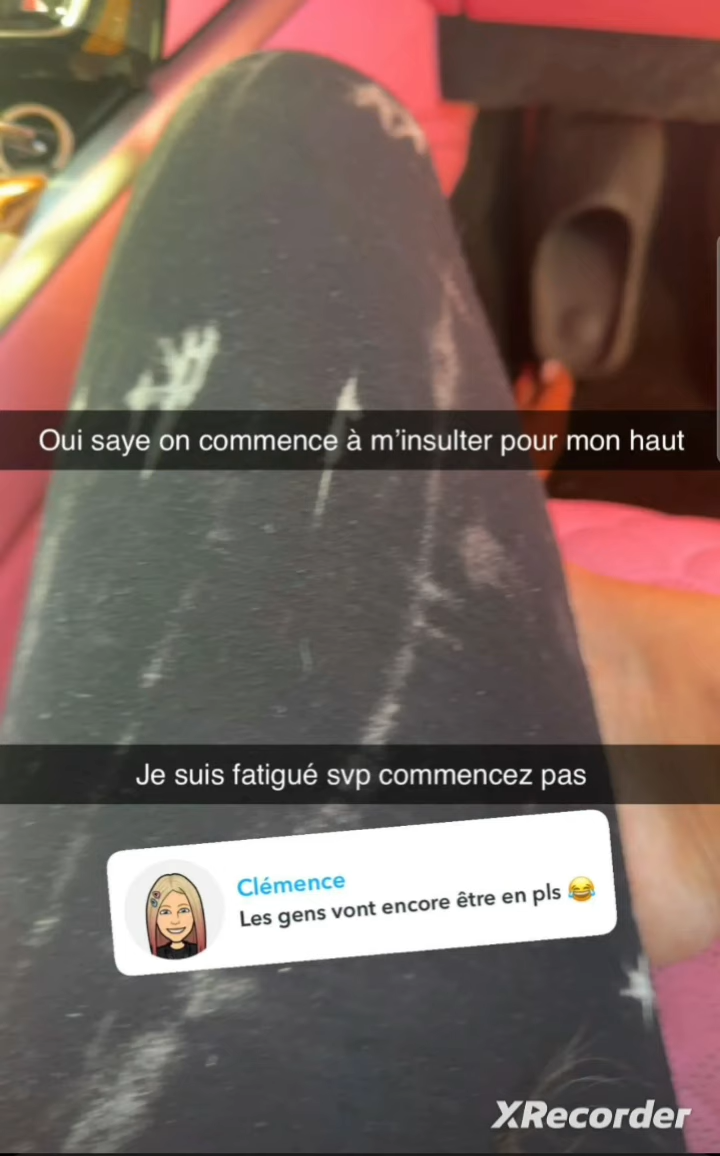 Oui saye on commence à m'insulter pour mon haut
Je suis fatigué svp commencez pas
Clémence
Les gens vont encore être en pls 😂
XRecorder